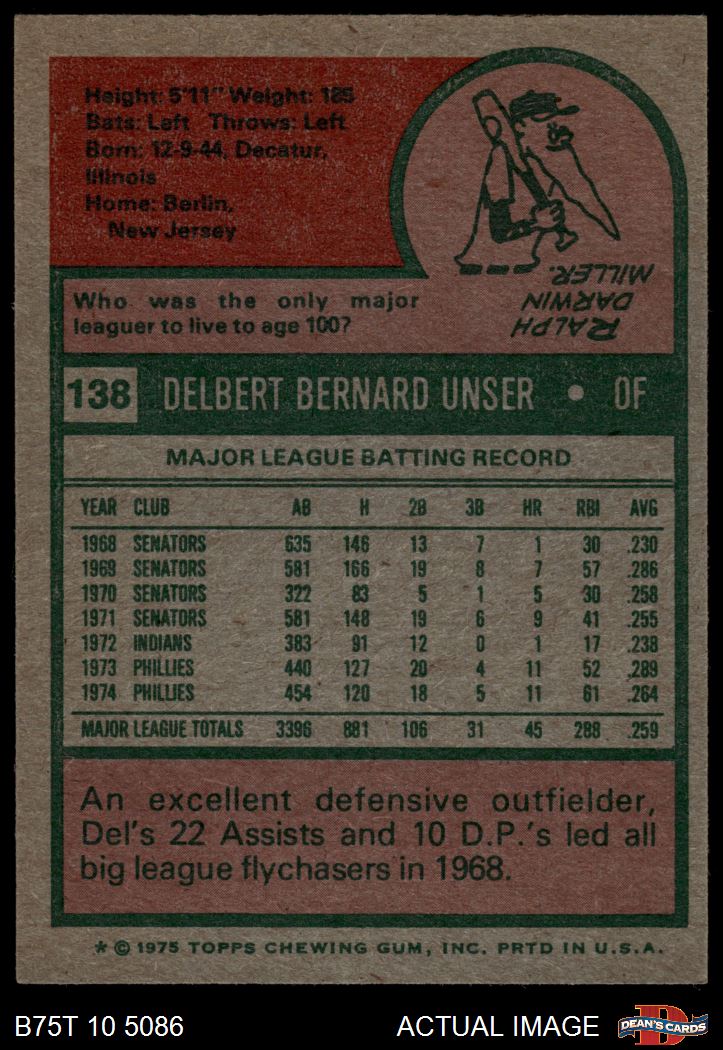 Height: 5'11" Weight: 185
Bats: Left Throws: Left
Born: 12-9-44, Decatur,
Illinois
Home: Berlin,
New Jersey
Who was the only major
leaguer to live to age 100?
RALPH
DARWIN
MILLER.
138 DELBERT BERNARD UNSER • OF
MAJOR LEAGUE BATTING RECORD
YEAR CLUB AB H 2B 3B HR RBI AVG
1968 SENATORS 635 146 13 7 1 30 .230
1969 SENATORS 581 166 19 8 7 57 .286
1970 SENATORS 322 83 5 1 5 30 .258
1971 SENATORS 581 148 19 6 9 41 .255
1972 INDIANS 383 91 12 0 1 17 .238
1973 PHILLIES 440 127 20 4 11 52 .289
1974 PHILLIES 454 120 18 5 11 61 .264
MAJOR LEAGUE TOTALS 3396 881 106 31 45 288 .259
An excellent defensive outfielder,
Del's 22 Assists and 10 D.P.'s led all
big league flychasers in 1968.
* © 1975 TOPPS CHEWING GUM, INC. PRTD IN U.S.A.
B75T 10 5086 ACTUAL IMAGE
D
DEAN'S CARDS